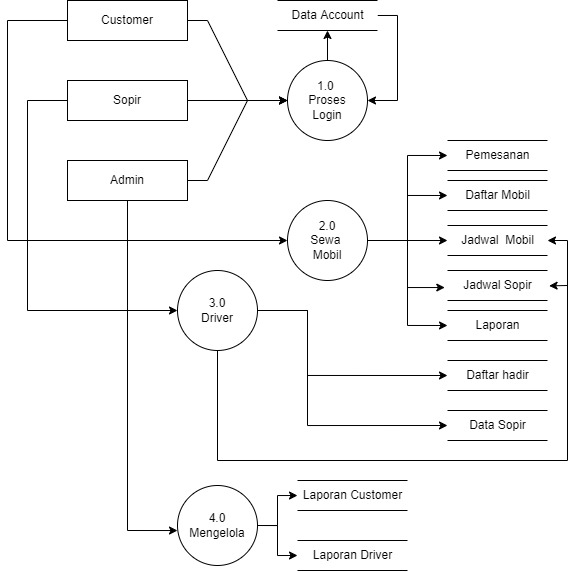 Customer
Data Account
Sopir
1.0
Proses
Login
Admin
Pemesanan
Daftar Mobil
2.0
Sewa
Mobil
Jadwal Mobil
Jadwal Sopir
3.0
Driver
Laporan
Daftar hadir
Data Sopir
4.0
Mengelola
Laporan Customer
Laporan Driver